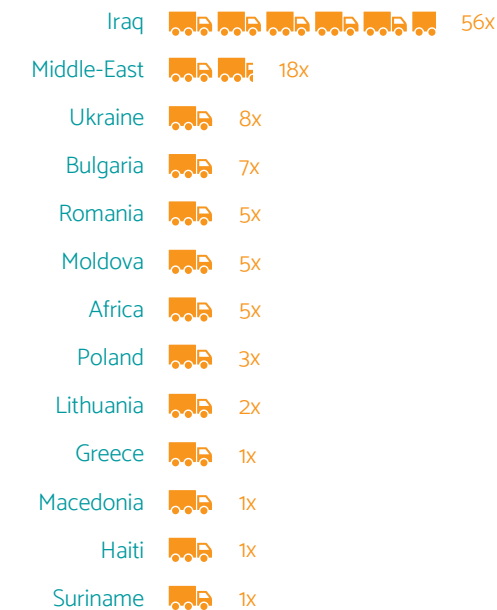 Iraq 56x
Middle-East 18x
Ukraine 8x
Bulgaria 7x
Romania 5x
Moldova 5x
Africa 5x
Poland 3x
Lithuania 2x
Greece 1x
Macedonia 1x
Haiti 1x
Suriname 1x